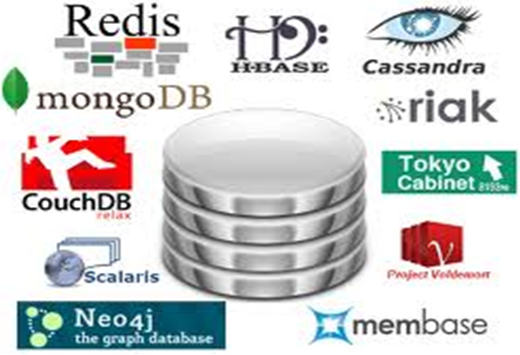 Redis
HBASE
Cassandra
mongoDB
riak
CouchDB
relax
Tokyo
Cabinet
Scalaris
Project Voldemort
Neo4j
the graph database
membase